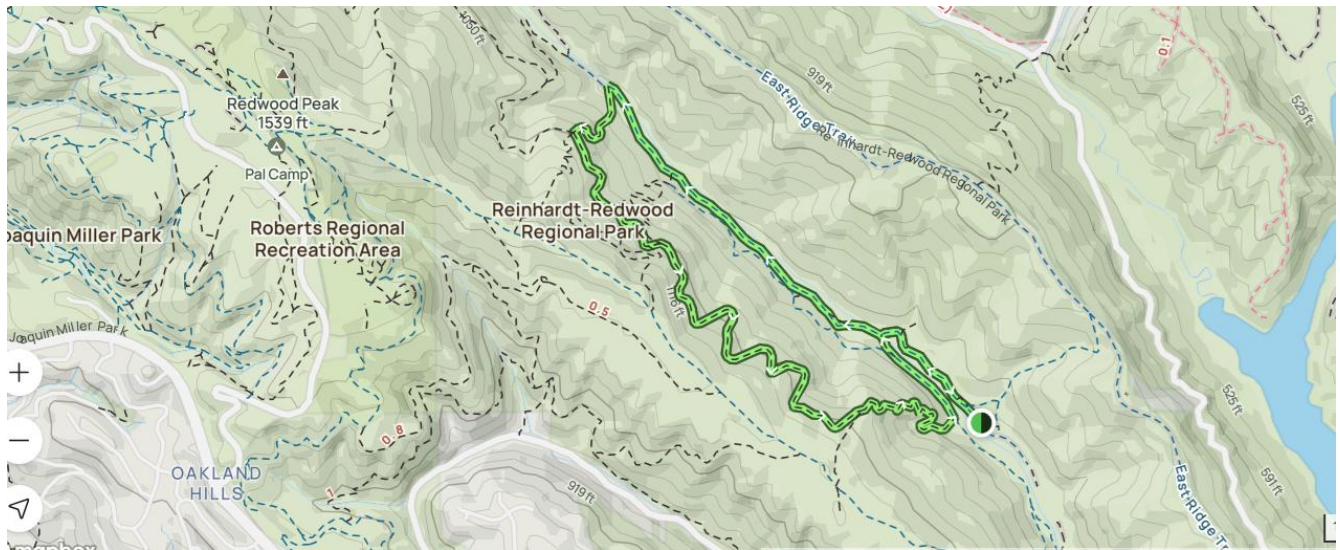 1050 ft
0.1
919 ft
East Ridge Trail
Reinhardt-Redwood Regional Park
525 ft
Redwood Peak
1539 ft
Pal Camp
Reinhardt-Redwood
Regional Park
Roberts Regional
Recreation Area
oaquin Miller Park
0.5
Joaquin Miller Park
+
−
525 ft
0.8
OAKLAND
HILLS
1
919 ft
591 ft
East Ridge Tr